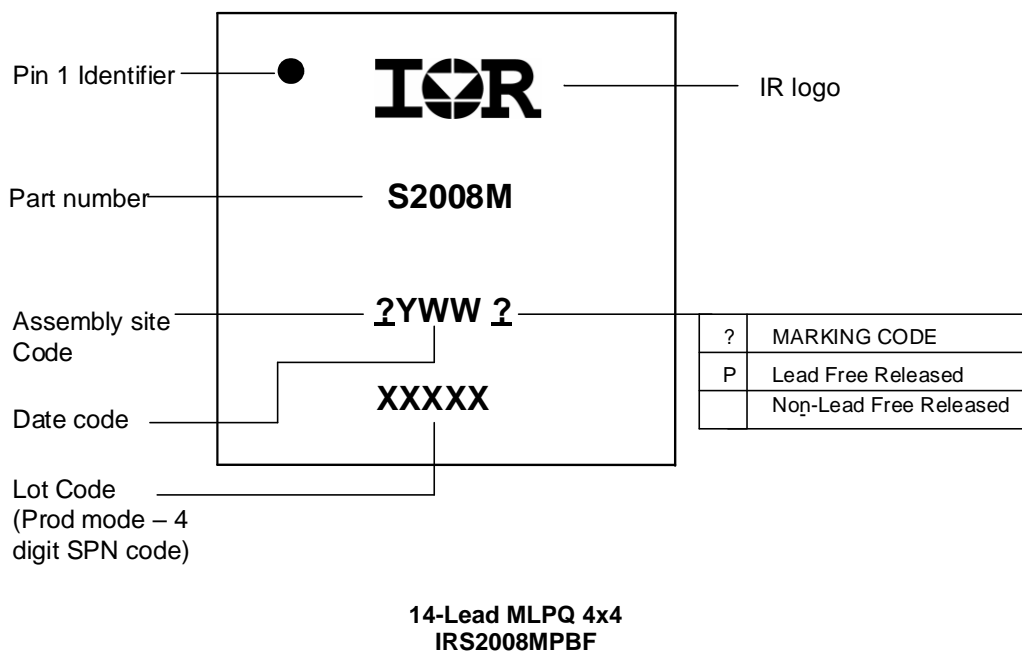 Pin 1 Identifier
IOR
IR logo
Part number
S2008M
Assembly site
Code
?YWW ?
? MARKING CODE
P Lead Free Released
Non-Lead Free Released
Date code
XXXXX
Lot Code
(Prod mode – 4
digit SPN code)
14-Lead MLPQ 4x4
IRS2008MPBF